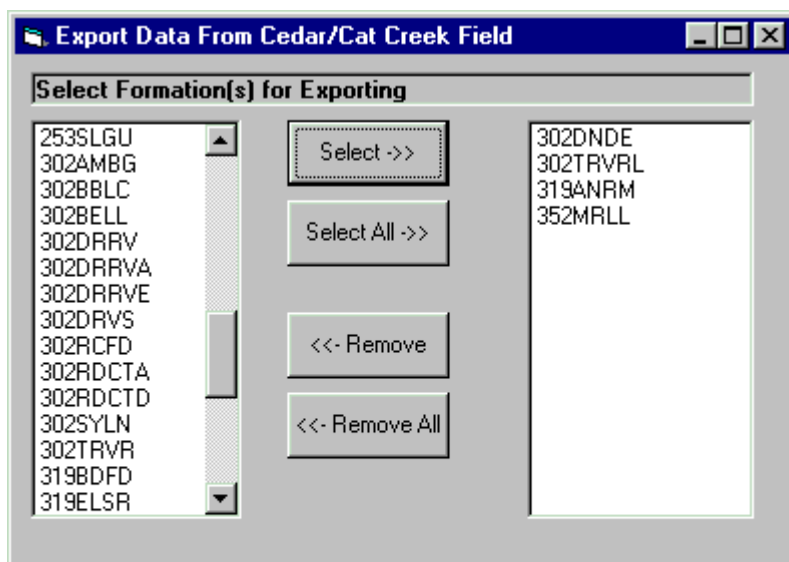 Export Data From Cedar/Cat Creek Field
Select Formation(s) for Exporting
253SLGU
302AMBG
302BBLC
302BELL
302DRRV
302DRRVA
302DRRVE
302DRVS
302RCFD
302RDCTA
302RDCTD
302SYLN
302TRVR
319BDFD
319ELSR
Select ->>
Select All ->>
<<- Remove
<<- Remove All
302DNDE
302TRVRL
319ANRM
352MRLL